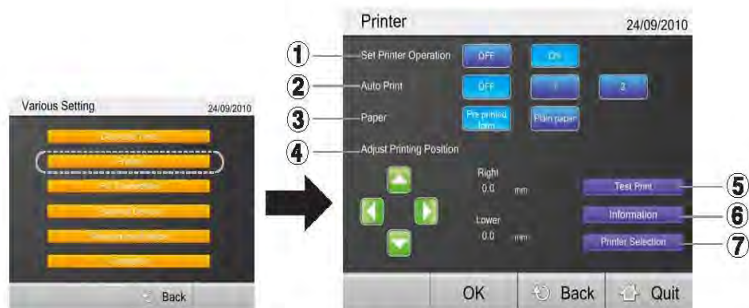 Various Setting 24/09/2010
Printer
Back
Printer 24/09/2010
① Set Printer Operation OFF ON
② Auto Print OFF 1 2
③ Paper Pre printed form Plain paper
④ Adjust Printing Position
Right
0.0 mm
Lower
0.0 mm
Test Print ⑤
Information ⑥
Printer Selection ⑦
OK Back Quit